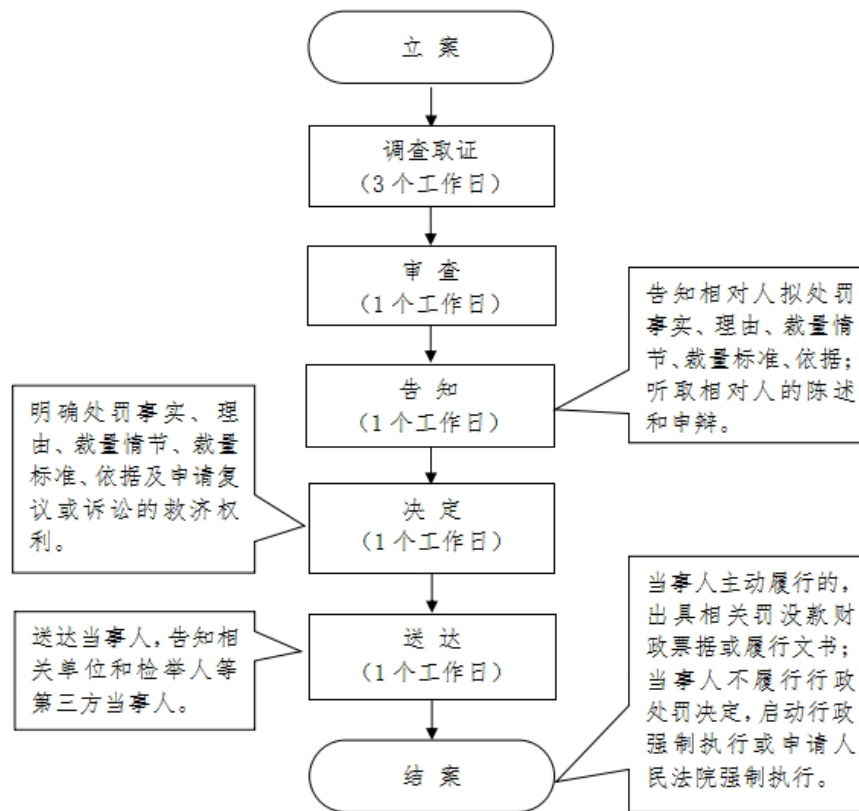 立 案
调查取证
（3 个工作日）
审 查
（1 个工作日）
告知相对人拟处罚
事实、理由、裁量情
节、裁量标准、依据；
听取相对人的陈述
和申辩。
告 知
（1 个工作日）
明确处罚事实、理
由、裁量情节、裁量
标准、依据及申请复
议或诉讼的救济权
利。
决 定
（1 个工作日）
当事人主动履行的，
出具相关罚没款财
政票据或履行文书；
当事人不履行行政
处罚决定，启动行政
强制执行或申请人
民法院强制执行。
送达当事人，告知相
关单位和检举人等
第三方当事人。
送 达
（1 个工作日）
结 案